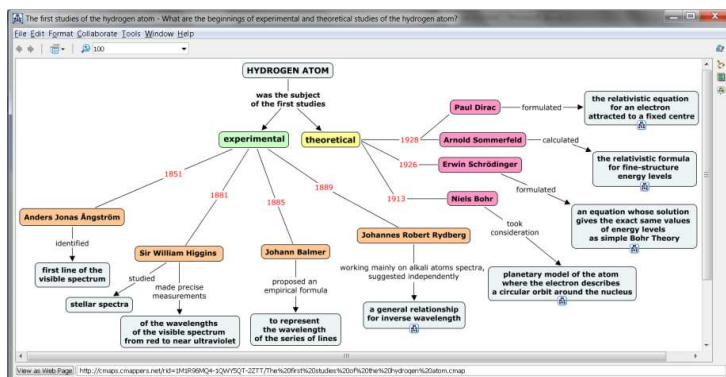 The first studies of the hydrogen atom - What are the beginnings of experimental and theoretical studies of the hydrogen atom?
File Edit Format Collaborate Tools Window Help
100
HYDROGEN ATOM
was the subject
of the first studies
experimental
theoretical
1928
Paul Dirac
formulated
the relativistic equation
for an electron
attracted to a fixed centre
Arnold Sommerfeld
calculated
the relativistic formula
for fine-structure
energy levels
1926
Erwin Schrödinger
formulated
an equation whose solution
gives the exact same values
of energy levels
as simple Bohr Theory
1913
Niels Bohr
took
consideration
planetary model of the atom
where the electron describes
a circular orbit around the nucleus
1851
Anders Jonas Ångström
identified
first line of the
visible spectrum
1881
Sir William Higgins
studied
stellar spectra
made precise
measurements
of the wavelengths
of the visible spectrum
from red to near ultraviolet
1885
Johann Balmer
proposed an
empirical formula
to represent
the wavelength
of the series of lines
1889
Johannes Robert Rydberg
working mainly on alkali atoms spectra,
suggested independently
a general relationship
for inverse wavelength
View as Web Page
http://cmaps.cmappers.net/rid=1M1R96MQ4-1QWY5QT-2ZTT/The%20first%20studies%20of%20the%20hydrogen%20atom.cmap